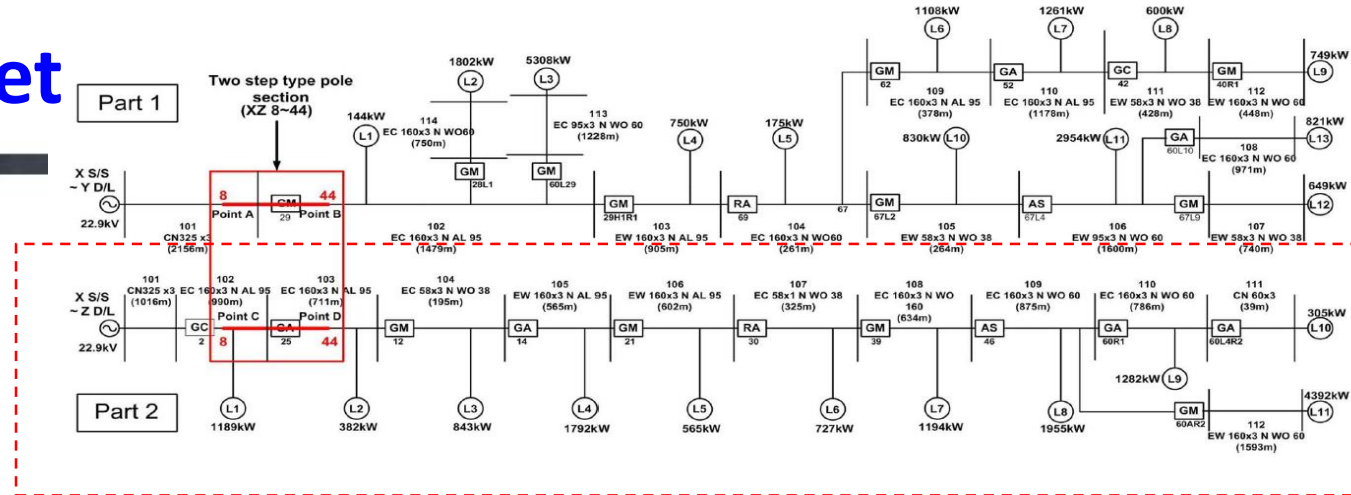 et
Part 1
Two step type pole
section
(XZ 8~44)
X S/S
~ Y D/L
22.9kV
101
CN325 x3
(2156m)
8
44
Point A
GM
29
Point B
144kW
L1
102
EC 160x3 N AL 95
(1479m)
1802kW
L2
114
EC 160x3 N WO60
(750m)
GM
28L1
5308kW
L3
113
EC 95x3 N WO 60
(1228m)
GM
60L29
GM
29H1R1
750kW
L4
103
EW 160x3 N AL 95
(905m)
RA
69
175kW
L5
104
EC 160x3 N WO60
(261m)
67
GM
62
1108kW
L6
109
EC 160x3 N AL 95
(378m)
GA
52
1261kW
L7
110
EC 160x3 N AL 95
(1178m)
GC
42
600kW
L8
111
EW 58x3 N WO 38
(428m)
GM
40R1
749kW
L9
112
EW 160x3 N WO 60
(448m)
GM
67L2
830kW
L10
105
EW 58x3 N WO 38
(264m)
AS
67L4
2954kW
L11
106
EW 95x3 N WO 60
(1600m)
GA
60L10
821kW
L13
108
EC 160x3 N WO 60
(971m)
GM
67L9
649kW
L12
107
EW 58x3 N WO 38
(740m)
X S/S
~ Z D/L
22.9kV
101
CN325 x3
(1016m)
GC
2
102
EC 160x3 N AL 95
(990m)
Point C
8
GA
25
103
EC 160x3 N AL 95
(711m)
Point D
44
104
EC 58x3 N WO 38
(195m)
GM
12
105
EW 160x3 N AL 95
(565m)
GA
14
106
EW 160x3 N AL 95
(602m)
GM
21
107
EC 58x1 N WO 38
(325m)
RA
30
108
EC 160x3 N WO
160
(634m)
GM
39
109
EC 160x3 N WO 60
(875m)
AS
46
110
EC 160x3 N WO 60
(786m)
GA
60R1
111
CN 60x3
(39m)
GA
60L4R2
305kW
L10
Part 2
L1
1189kW
L2
382kW
L3
843kW
L4
1792kW
L5
565kW
L6
727kW
L7
1194kW
L8
1955kW
1282kW
L9
GM
60AR2
4392kW
L11
112
EW 160x3 N WO 60
(1593m)